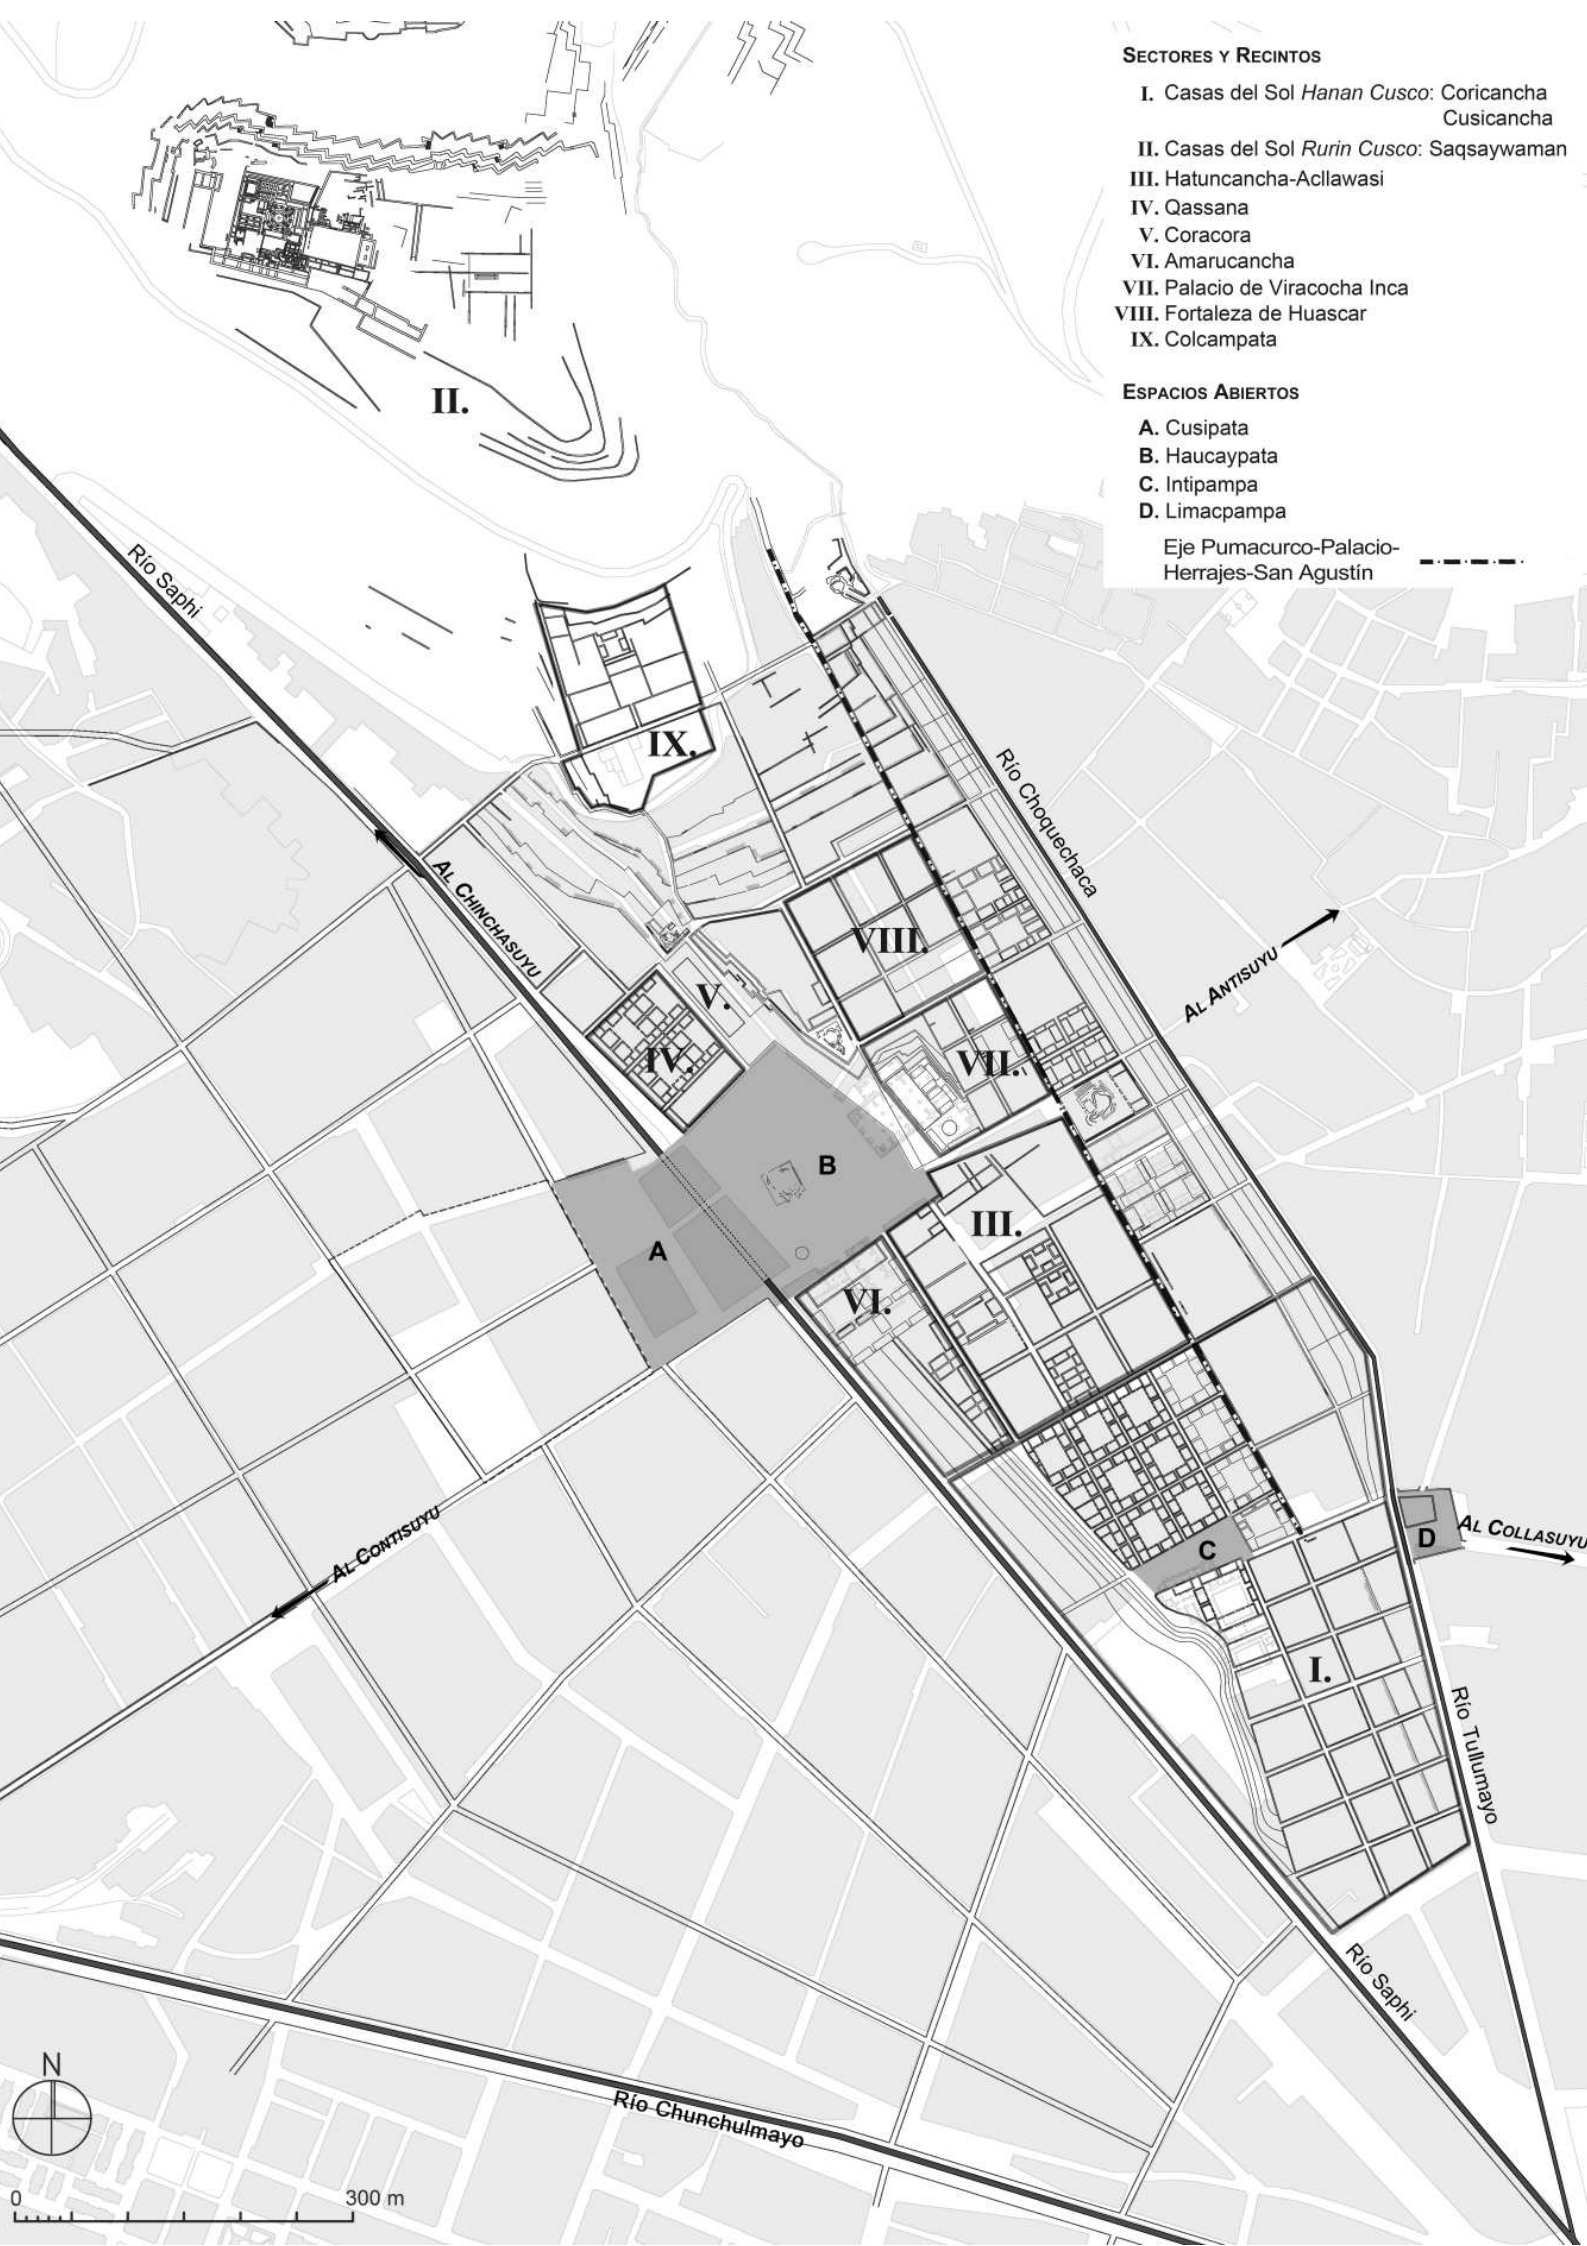 SECTORES Y RECINTOS
I. Casas del Sol Hanan Cusco: Coricancha
Cusicancha
II. Casas del Sol Rurin Cusco: Saqsaywaman
III. Hatuncancha-Acllawasi
IV. Qassana
V. Coracora
VI. Amarucancha
VII. Palacio de Viracocha Inca
VIII. Fortaleza de Huascar
IX. Colcampata
ESPACIOS ABIERTOS
A. Cusipata
B. Haucaypata
C. Intipampa
D. Limacpampa
Eje Pumacurco-Palacio-
Herrajes-San Agustín
II.
Río Saphi
IX.
Río Choquechaca
AL CHINCHASUYU
VIII.
AL ANTISUYU
V.
IV.
VII.
B
III.
A
VI.
AL CONTISUYU
C
D
AL COLLASUYU
I.
Río Tullumayo
Río Saphi
N
Río Chunchulmayo
0
300 m